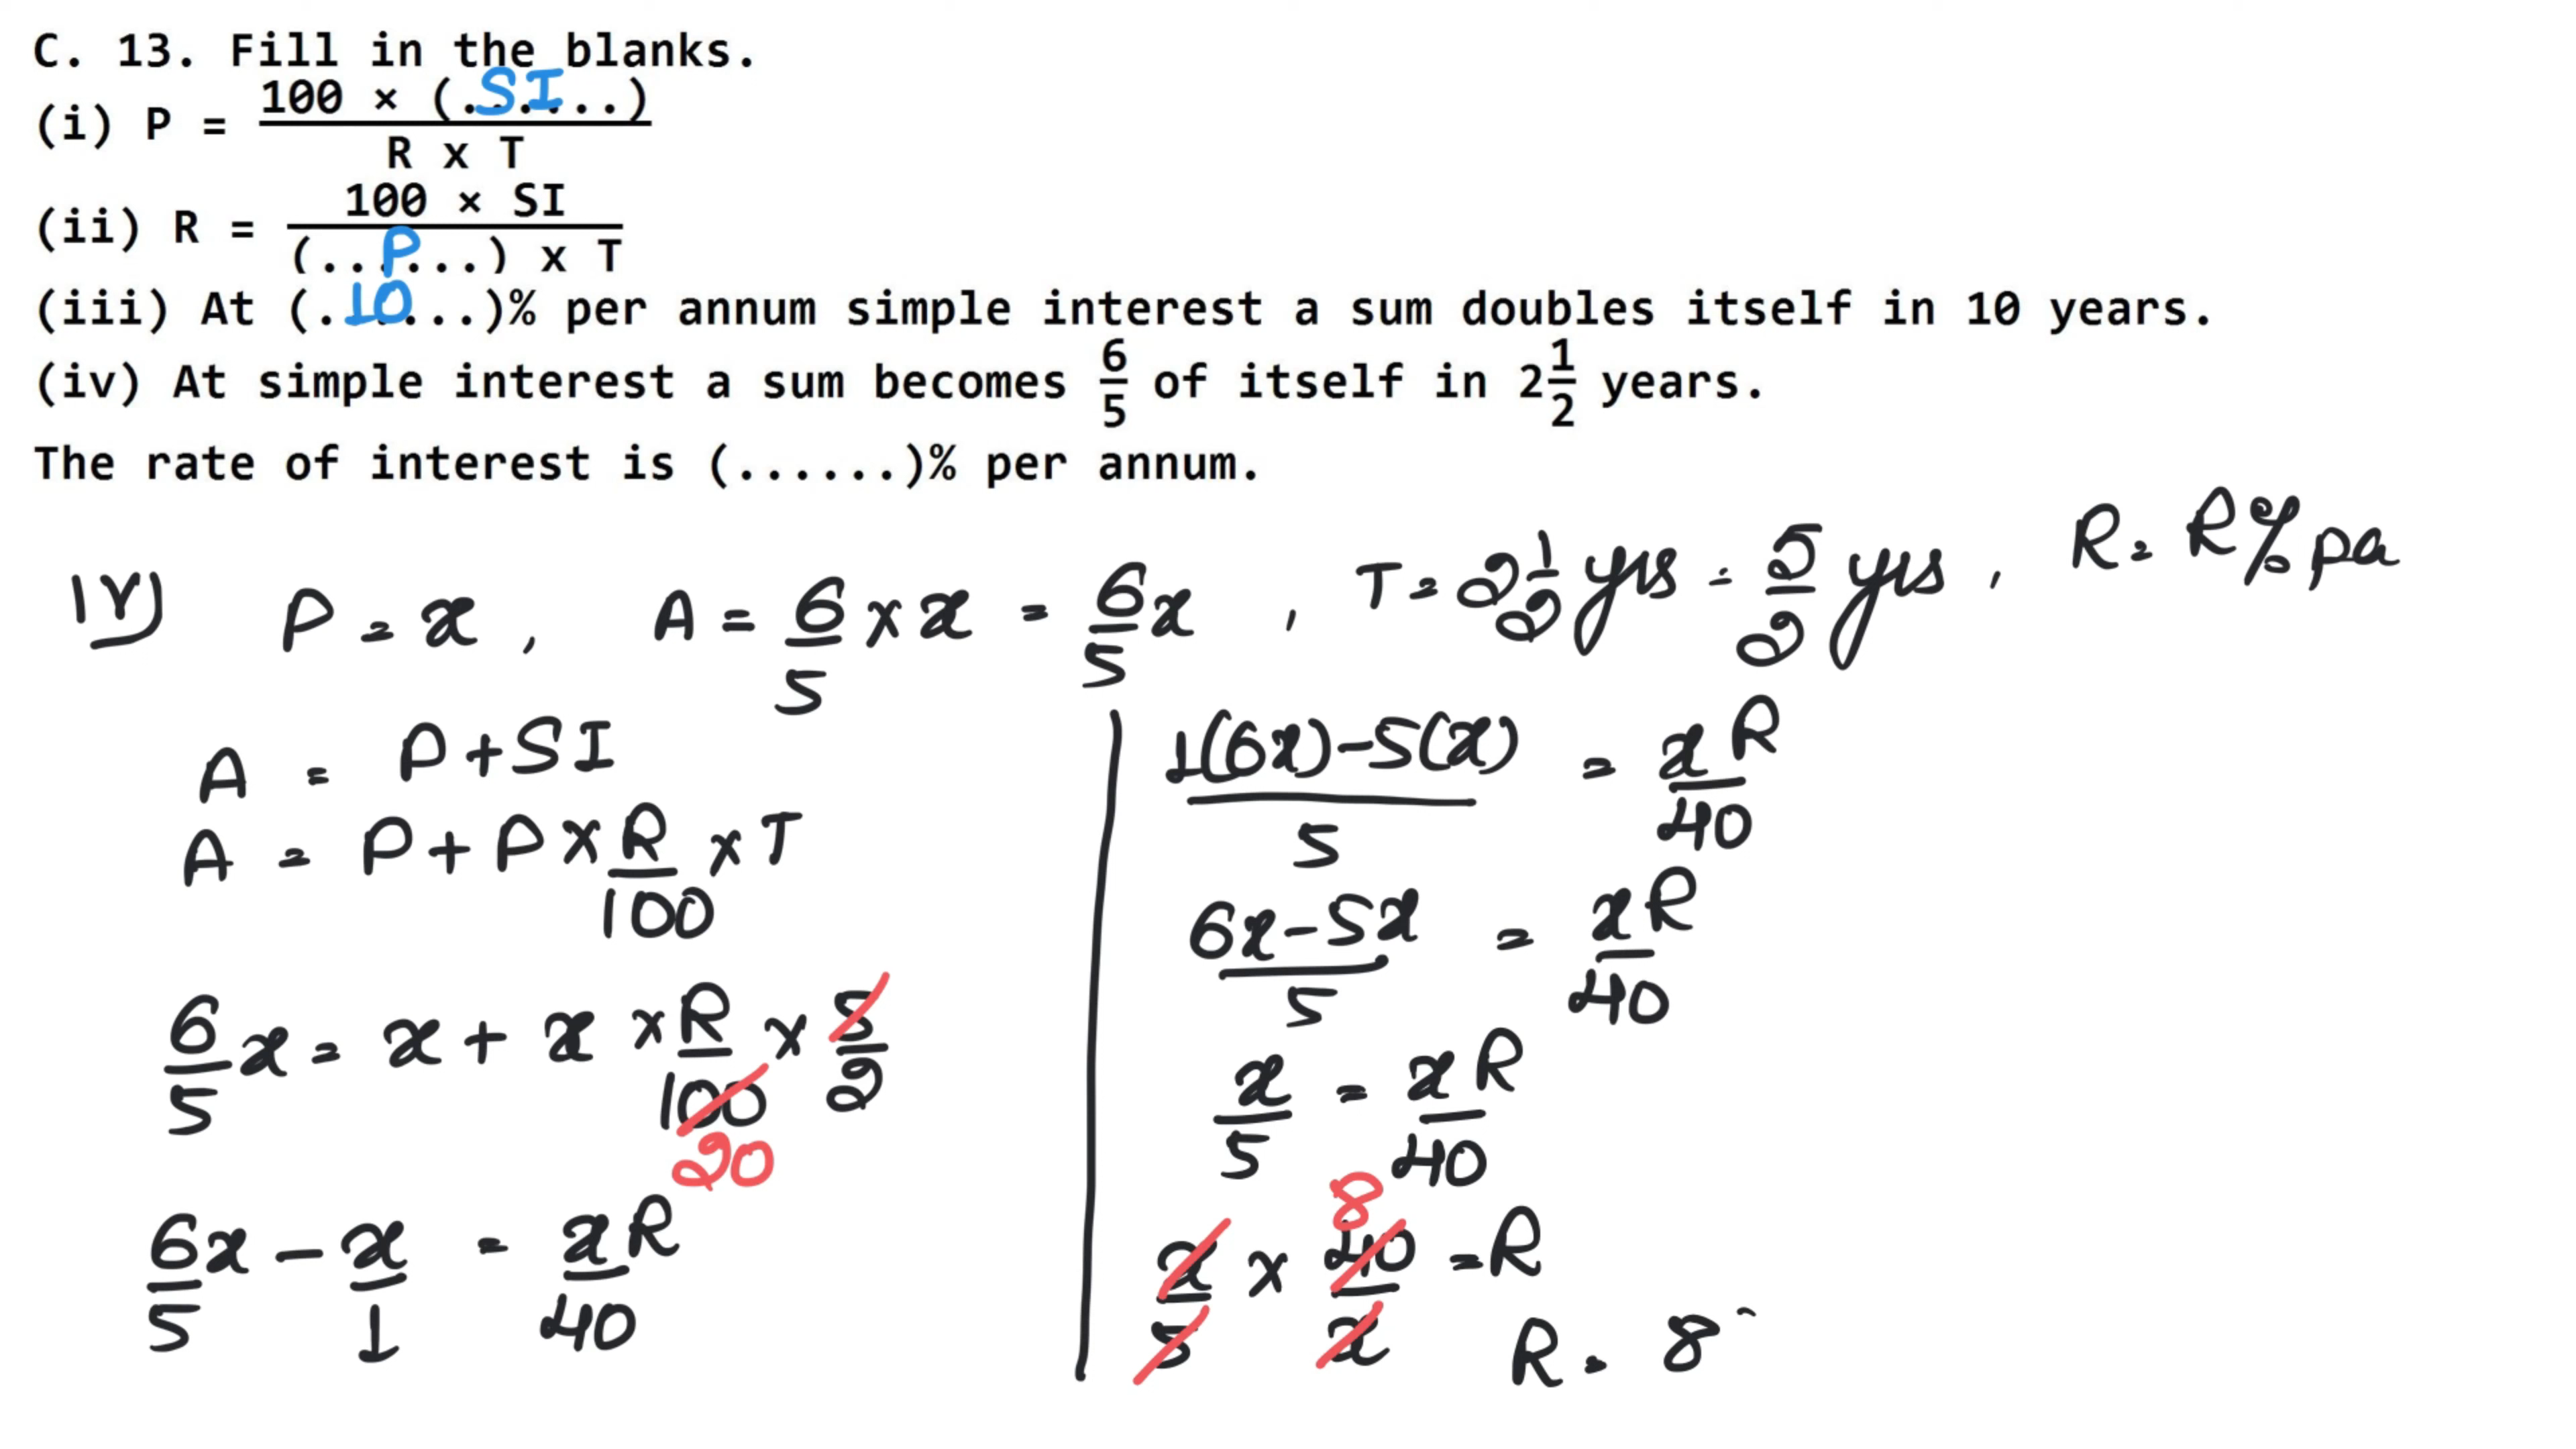 C. 13. Fill in the blanks.
(i) P = 100 × (..SI....) / R x T
(ii) R = 100 × SI / (...P...) x T
(iii) At (.10...)% per annum simple interest a sum doubles itself in 10 years.
(iv) At simple interest a sum becomes 6/5 of itself in 2 1/2 years.
The rate of interest is (......)% per annum.
iv) P = x, A = 6/5 × x = 6/5 x, T = 2 1/2 yrs = 5/2 yrs, R = R% pa
A = P + SI
A = P + P × R/100 × T
6/5 x = x + x × R/100 × 5/2
20
6/5 x - x/1 = xR/40
1(6x) - 5(x) / 5 = xR/40
6x - 5x / 5 = xR/40
x/5 = xR/40
8
x/5 × 40/x = R
R = 8